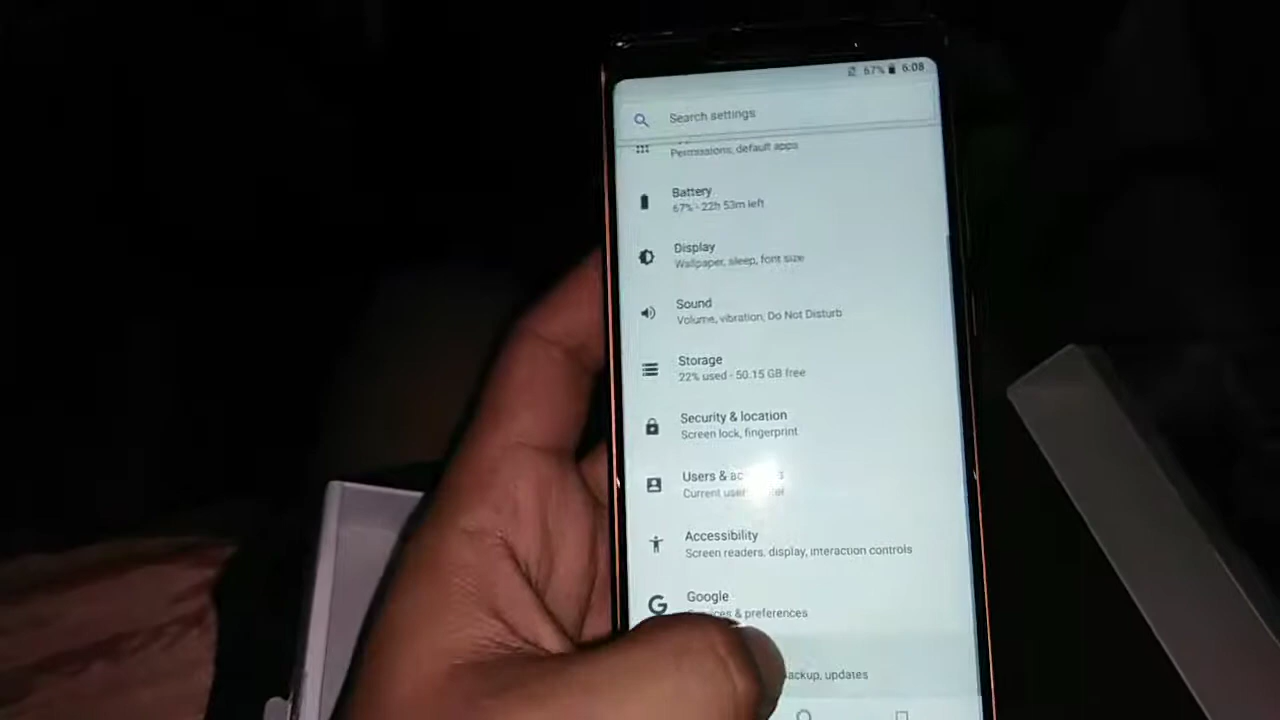 67% 6:08
Search settings
Permissions, default apps
Battery
67% - 22h 53m left
Display
Wallpaper, sleep, font size
Sound
Volume, vibration, Do Not Disturb
Storage
22% used - 50.15 GB free
Security & location
Screen lock, fingerprint
Users &
Current
Accessibility
Screen readers, display, interaction controls
Google
& preferences
updates